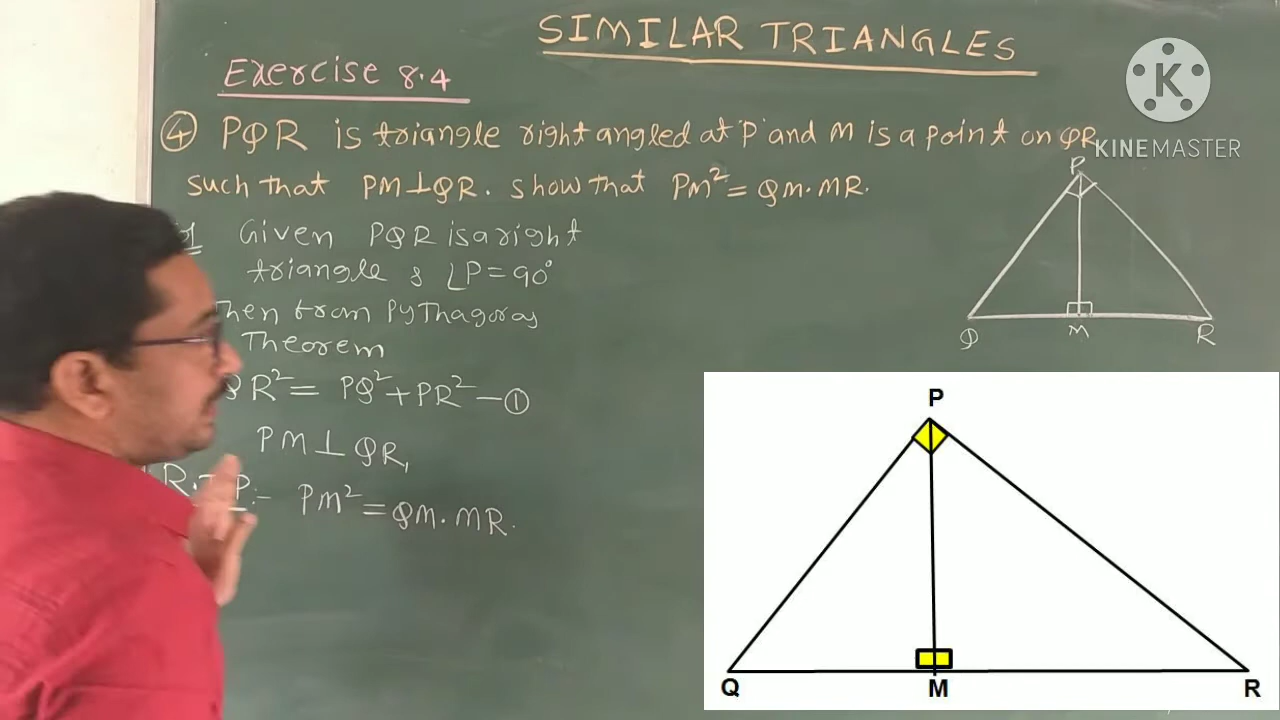 SIMILAR TRIANGLES
Exercise 8.4
K
KINEMASTER
④ PQR is triangle right angled at P and M is a point on QR
such that PM⊥QR. show that PM²= QM.MR.
Given PQR is a right
triangle & ∠P=90°
Then from Pythagoras
Theorem
QR²= PQ²+PR² —①
PM⊥QR,
R.T.P:- PM²=QM.MR.
P
Q M R
P
Q M R